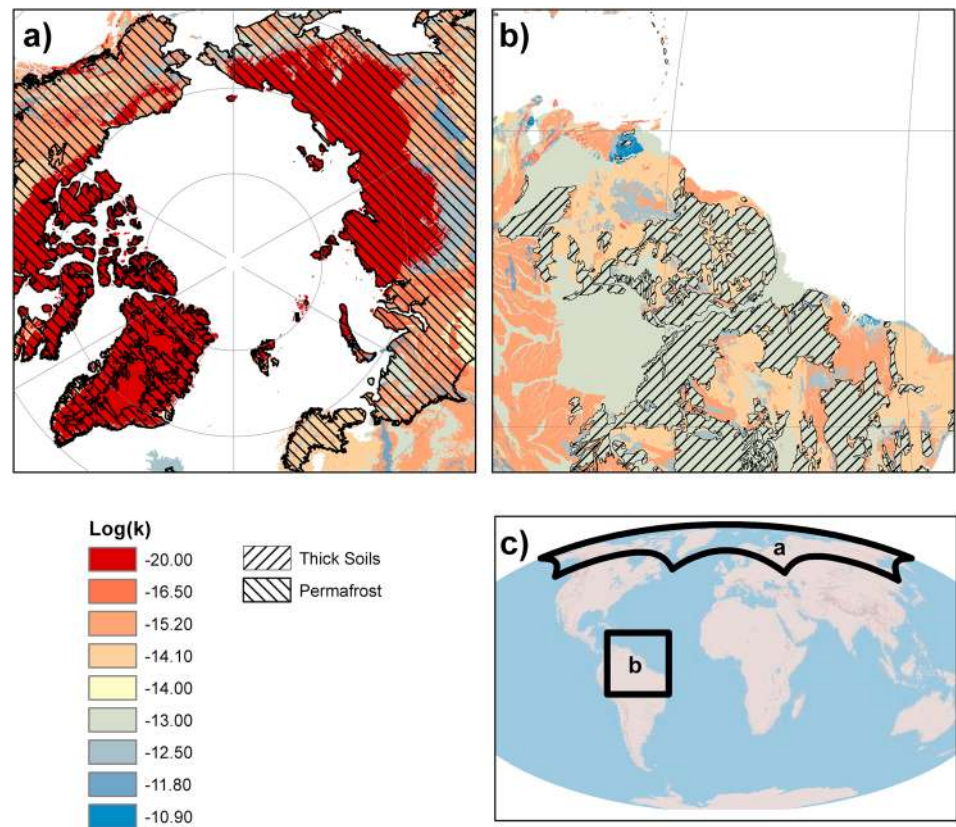 a)
b)
Log(k)
-20.00
-16.50
-15.20
-14.10
-14.00
-13.00
-12.50
-11.80
-10.90
Thick Soils
Permafrost
c)
a
b